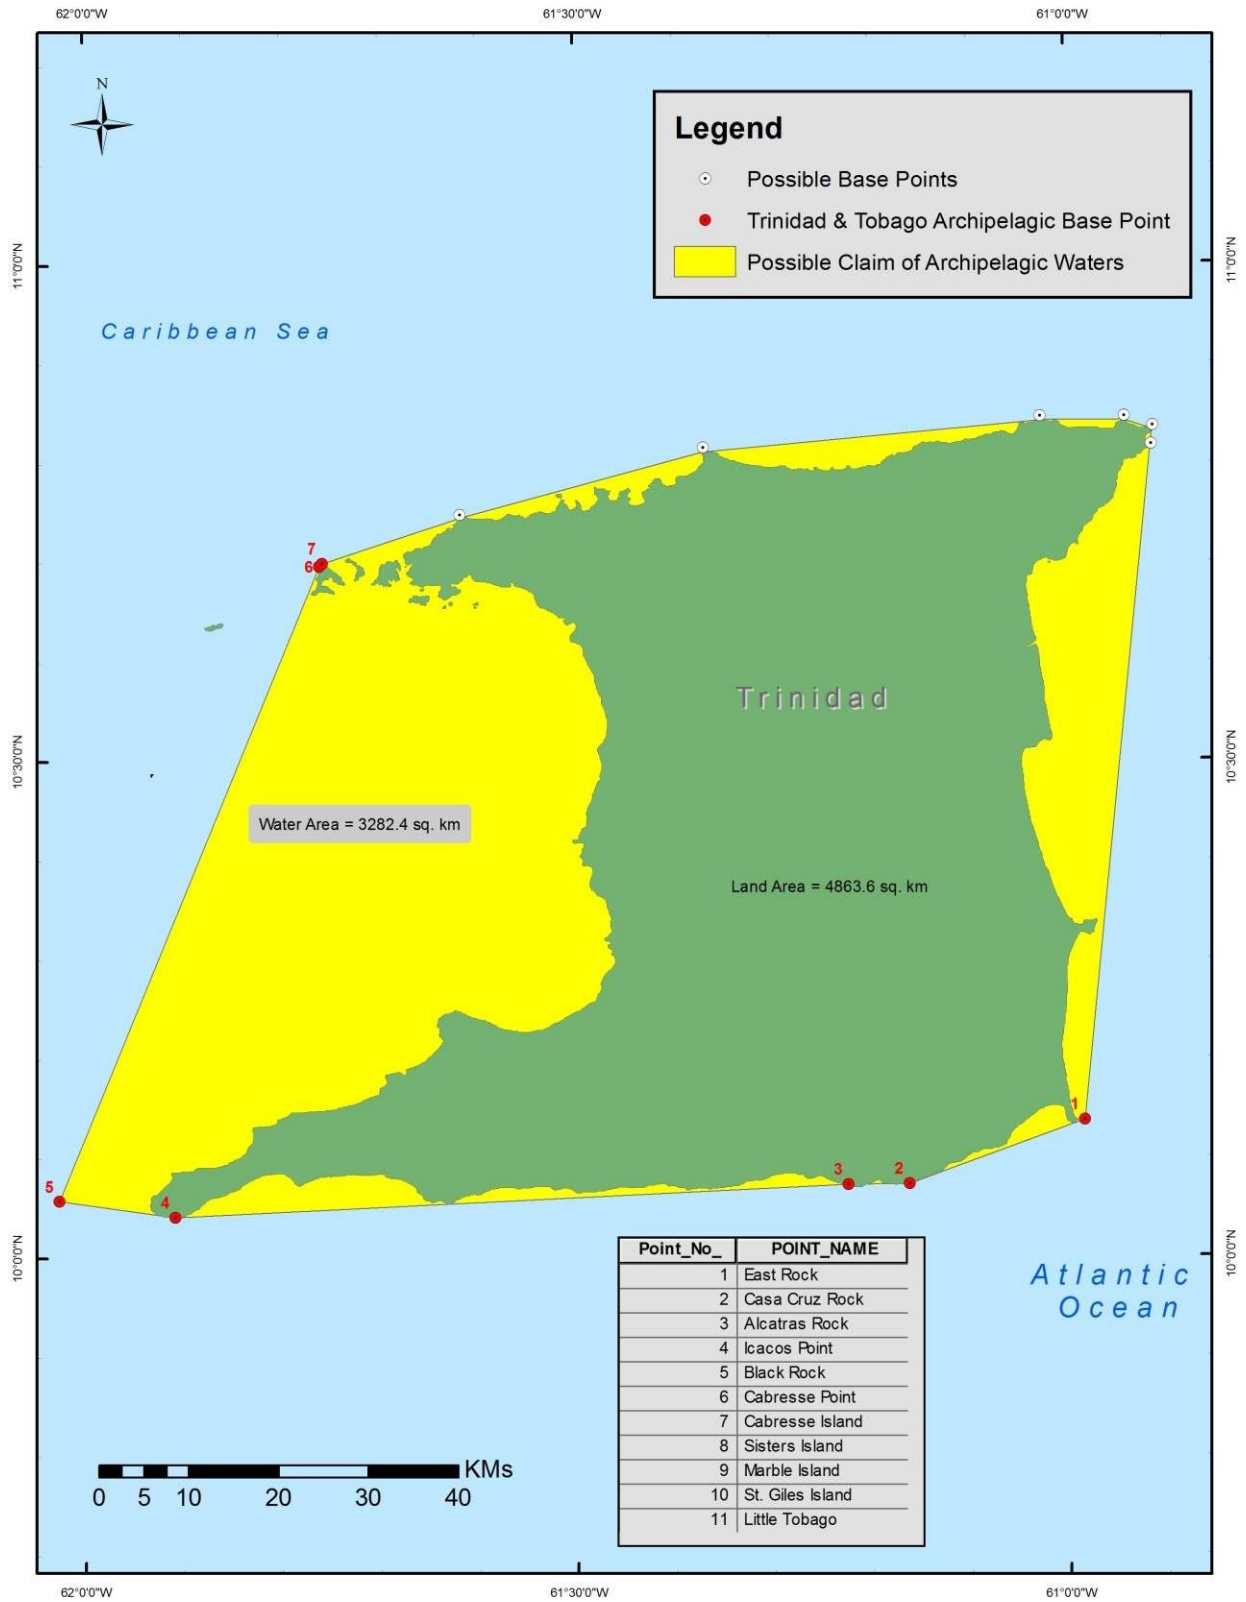 62°0'0"W 61°30'0"W 61°0'0"W
N
Legend
Possible Base Points
Trinidad & Tobago Archipelagic Base Point
Possible Claim of Archipelagic Waters
11°0'0"N 11°0'0"N
Caribbean Sea
7
6
Trinidad
10°30'0"N 10°30'0"N
Water Area = 3282.4 sq. km
Land Area = 4863.6 sq. km
1
5 4 3 2
10°0'0"N 10°0'0"N
Point_No_ POINT_NAME
1 East Rock
2 Casa Cruz Rock
3 Alcatras Rock
4 Icacos Point
5 Black Rock
6 Cabresse Point
7 Cabresse Island
8 Sisters Island
9 Marble Island
10 St. Giles Island
11 Little Tobago
Atlantic
Ocean
KMs
0 5 10 20 30 40
62°0'0"W 61°30'0"W 61°0'0"W